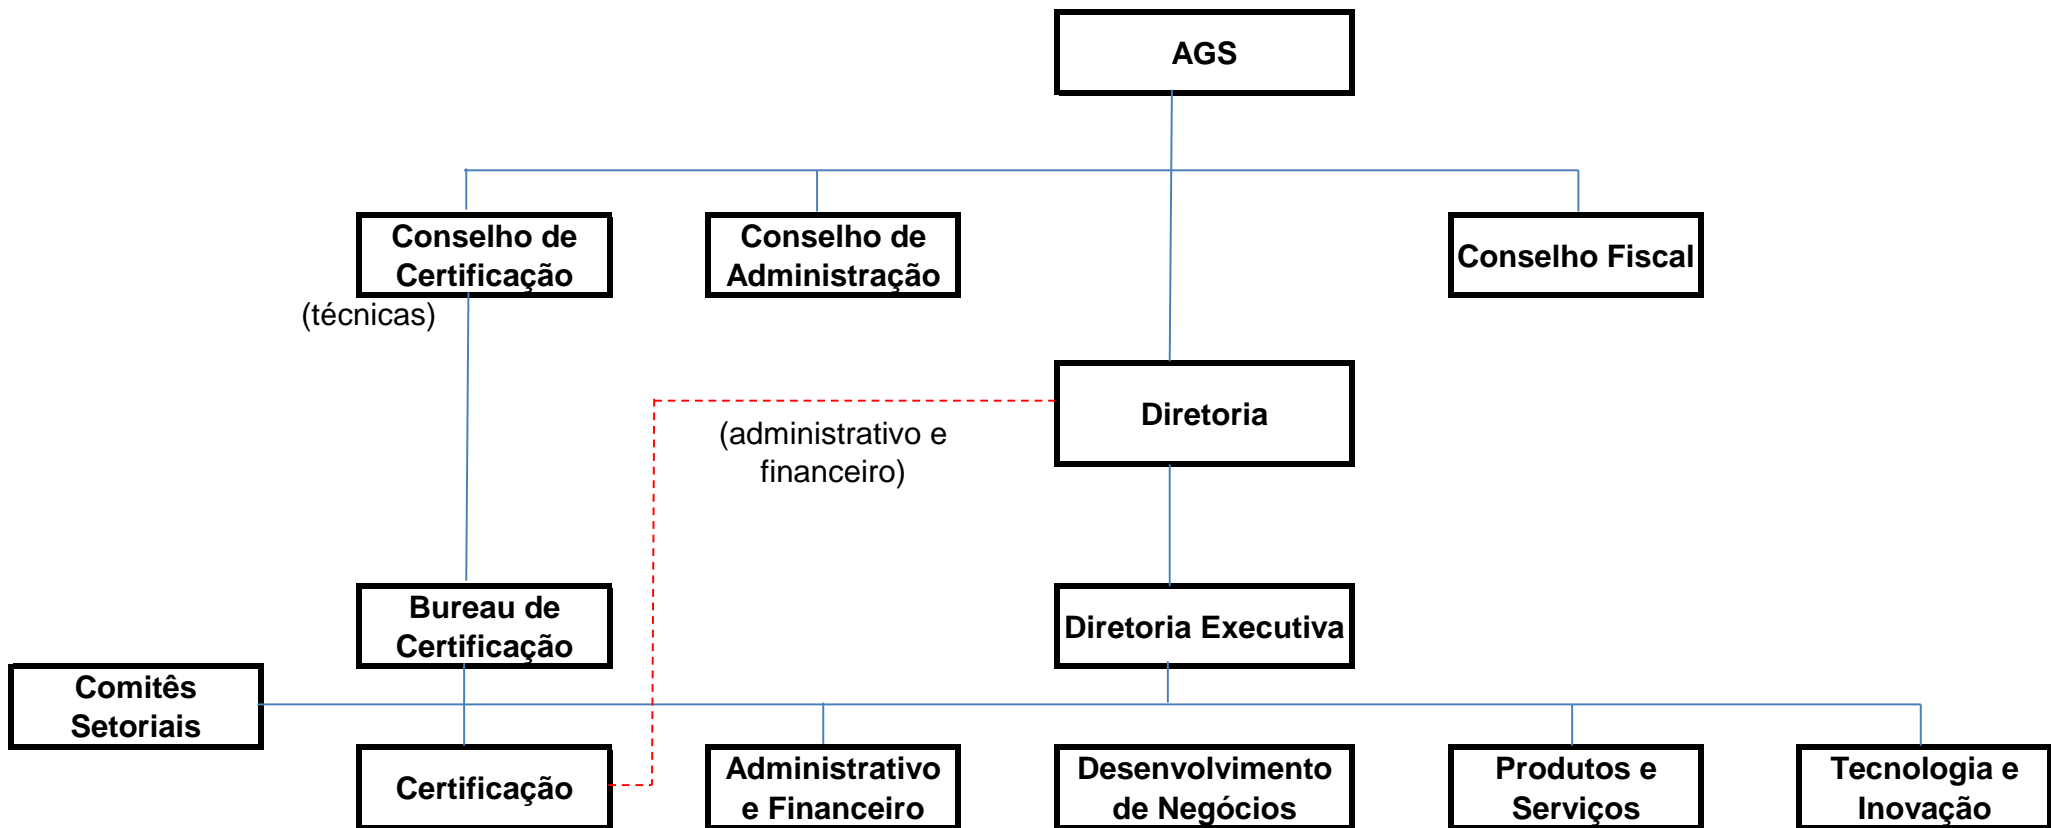 AGS
Conselho de
Certificação
Conselho de
Administração
Conselho Fiscal
(técnicas)
Diretoria
(administrativo e
financeiro)
Bureau de
Certificação
Diretoria Executiva
Comitês
Setoriais
Certificação
Administrativo
e Financeiro
Desenvolvimento
de Negócios
Produtos e
Serviços
Tecnologia e
Inovação